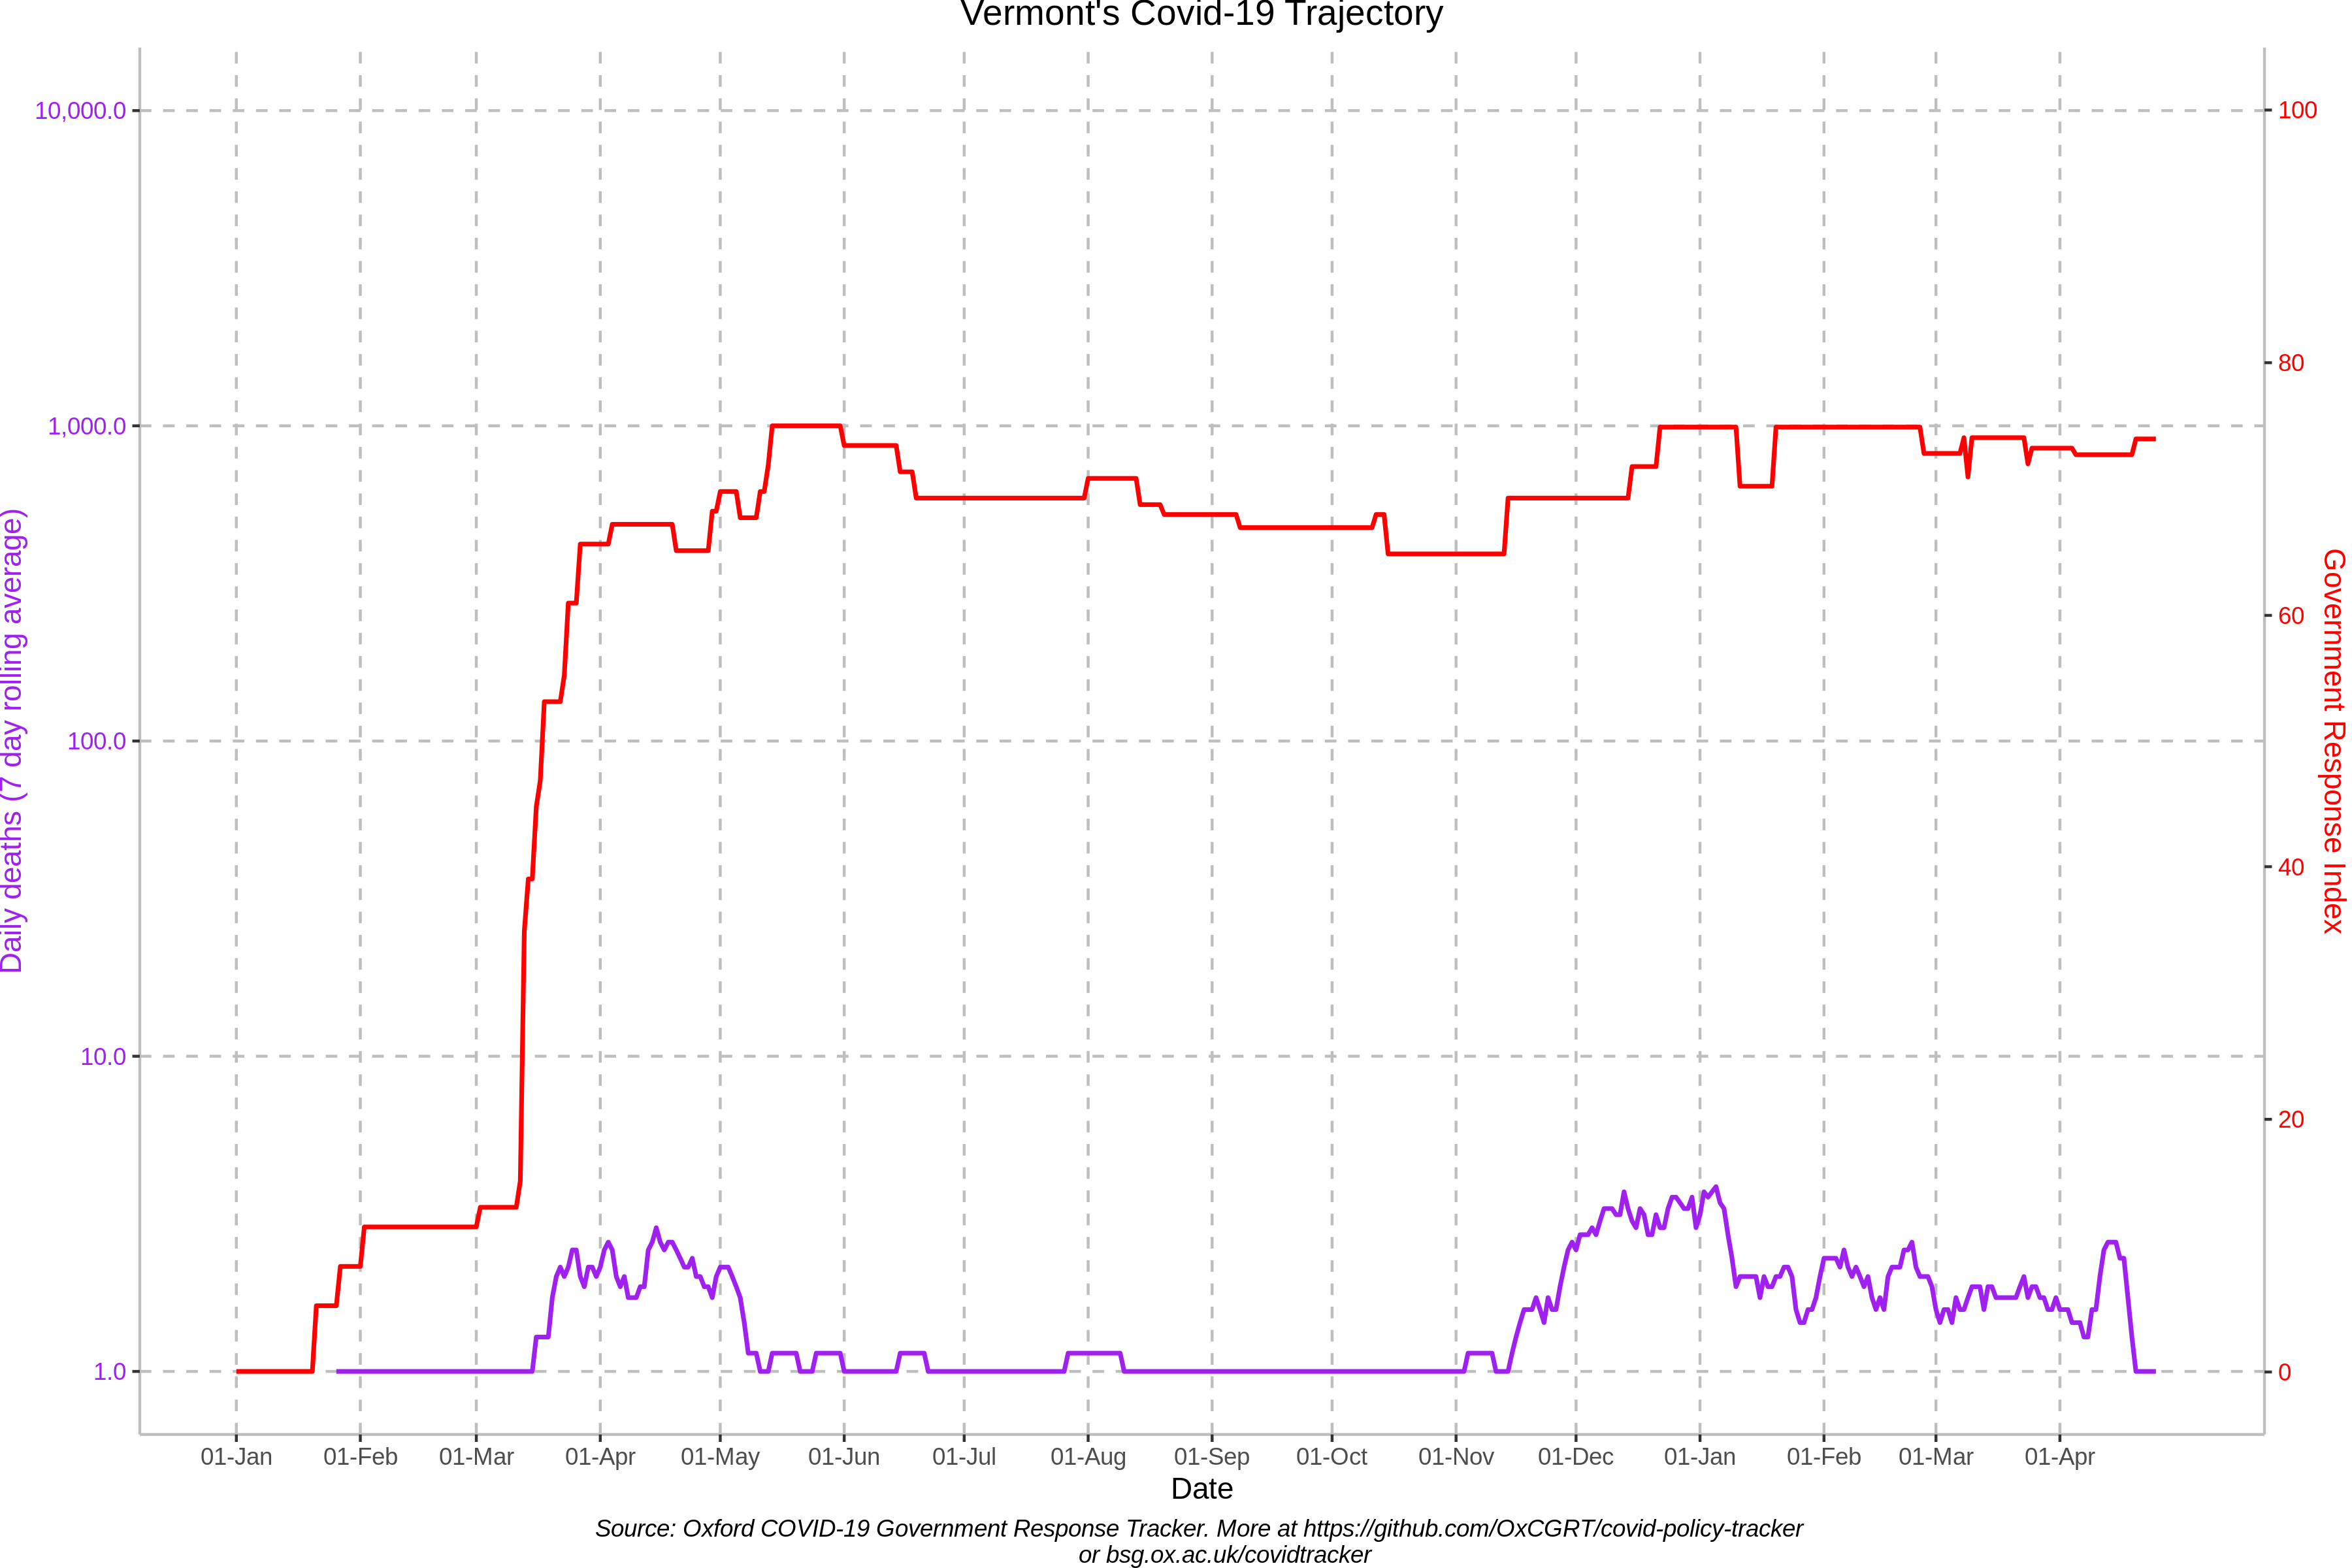 Vermont's Covid-19 Trajectory
10,000.0
1,000.0
100.0
10.0
1.0
Daily deaths (7 day rolling average)
100
80
60
40
20
0
Government Response Index
01-Jan 01-Feb 01-Mar 01-Apr 01-May 01-Jun 01-Jul 01-Aug 01-Sep 01-Oct 01-Nov 01-Dec 01-Jan 01-Feb 01-Mar 01-Apr
Date
Source: Oxford COVID-19 Government Response Tracker. More at https://github.com/OxCGRT/covid-policy-tracker
or bsg.ox.ac.uk/covidtracker